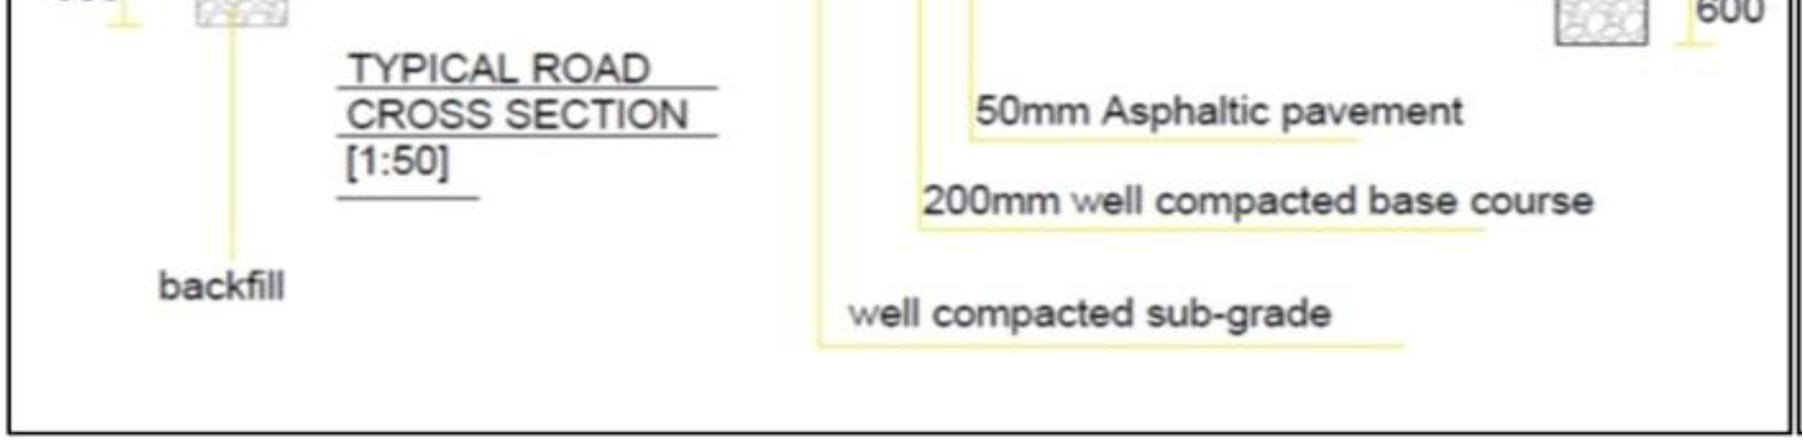 600
TYPICAL ROAD
CROSS SECTION
[1:50]
50mm Asphaltic pavement
200mm well compacted base course
backfill
well compacted sub-grade